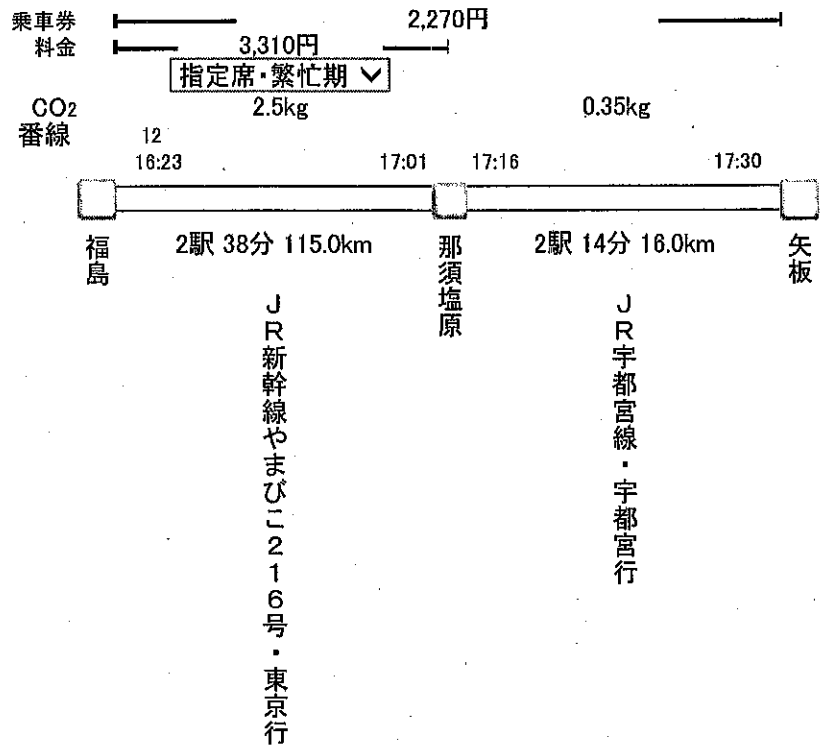 乗車券 2,270円
料金 3,310円
指定席・繁忙期
CO2 2.5kg 0.35kg
番線 12
16:23 17:01 17:16 17:30
福島 2駅 38分 115.0km 那須塩原 2駅 14分 16.0km 矢板
JR新幹線やまびこ216号・東京行
JR宇都宮線・宇都宮行